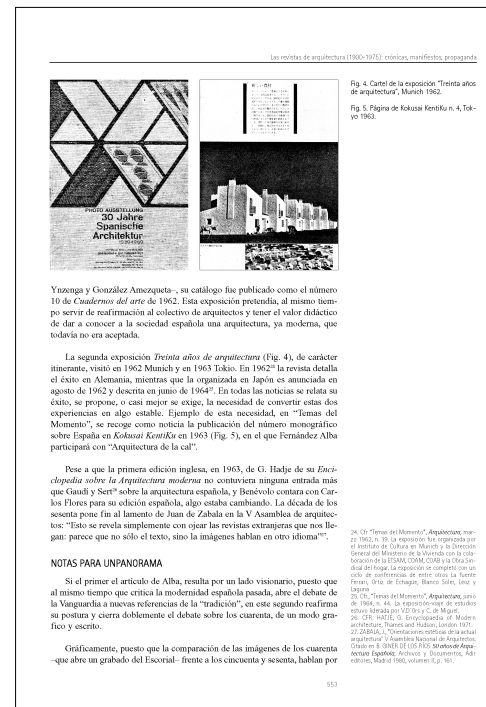 Las revistas de arquitectura (1900-1975): crónicas, manifiestos, propaganda
PHOTO AUSSTELLUNG
30 Jahre
Spanische
Architektur
Fig. 4. Cartel de la exposición "Treinta años
de arquitectura", Munich 1962.
Fig. 5. Página de Kokusai KentiKu n. 4, Tok-
yo 1963.
Ynzenga y González Amezqueta–, su catálogo fue publicado como el número
10 de Cuadernos del arte de 1962. Esta exposición pretendía, al mismo tiem-
po servir de reafirmación al colectivo de arquitectos y tener el valor didáctico
de dar a conocer a la sociedad española una arquitectura, ya moderna, que
todavía no era aceptada.
La segunda exposición Treinta años de arquitectura (Fig. 4), de carácter
itinerante, visitó en 1962 Munich y en 1963 Tokio. En 1962²⁴ la revista detalla
el éxito en Alemania, mientras que la organizada en Japón es anunciada en
agosto de 1962 y descrita en junio de 1964²⁵. En todas las noticias se relata su
éxito, se propone, o casi mejor se exige, la necesidad de convertir estas dos
experiencias en algo estable. Ejemplo de esta necesidad, en "Temas del
Momento", se recoge como noticia la publicación del número monográfico
sobre España en Kokusai KentiKu en 1963 (Fig. 5), en el que Fernández Alba
participará con "Arquitectura de la cal".
Pese a que la primera edición inglesa, en 1963, de G. Hadje de su Enci-
clopedia sobre la Arquitectura moderna no contuviera ninguna entrada más
que Gaudí y Sert²⁶ sobre la arquitectura española, y Benévolo contara con Car-
los Flores para su edición española, algo estaba cambiando. La década de los
sesenta pone fin al lamento de Juan de Zabala en la V Asamblea de arquitec-
tos: "Esto se revela simplemente con ojear las revistas extranjeras que nos lle-
gan: parece que no sólo el texto, sino la imágenes hablan en otro idioma"²⁷.
NOTAS PARA UNPANORAMA
Si el primer el artículo de Alba, resulta por un lado visionario, puesto que
al mismo tiempo que critica la modernidad española pasada, abre el debate de
la Vanguardia a nuevas referencias de la "tradición", en este segundo reafirma
su postura y cierra doblemente el debate sobre los cuarenta, de un modo gra-
fico y escrito.
Gráficamente, puesto que la comparación de las imágenes de los cuarenta
–que abre un grabado del Escorial– frente a los cincuenta y sesenta, hablan por
24. Cfr "Temas del Momento", Arquitectura; mar-
zo 1962, n. 39. La exposición fue organizada por
el Instituto de Cultura en Munich y la Dirección
General del Ministerio de la Vivienda con la cola-
boración de la ETSAM, COAM, COAB y la Obra Sin-
dical del hogar. La exposición se completó con un
ciclo de conferencias de entre otros La fuente
Ferrari, Ortiz de Echagüe, Blanco Soler, Iznz y
Laguna
25. Cfr., "Temas del Momento", Arquitectura; junio
de 1964, n. 44. La exposición-viaje de estudios
estuvo liderada por V.D´Ors y C. de Miguel.
26. CFR. HATJE, G. Encyclopaedia of Modern
architecture, Thames and Hudson, London 1971.
27. ZABALA, J., "Orientaciones estéticas de la actual
arquitectura" V Asamblea Nacional de Arquitectos.
Citado en B. GINER DE LOS RÍOS 50 años de Arqui-
tectura Española; Archivos y Documentos, Adir
editores, Madrid 1980, volumen II, p. 161.
553